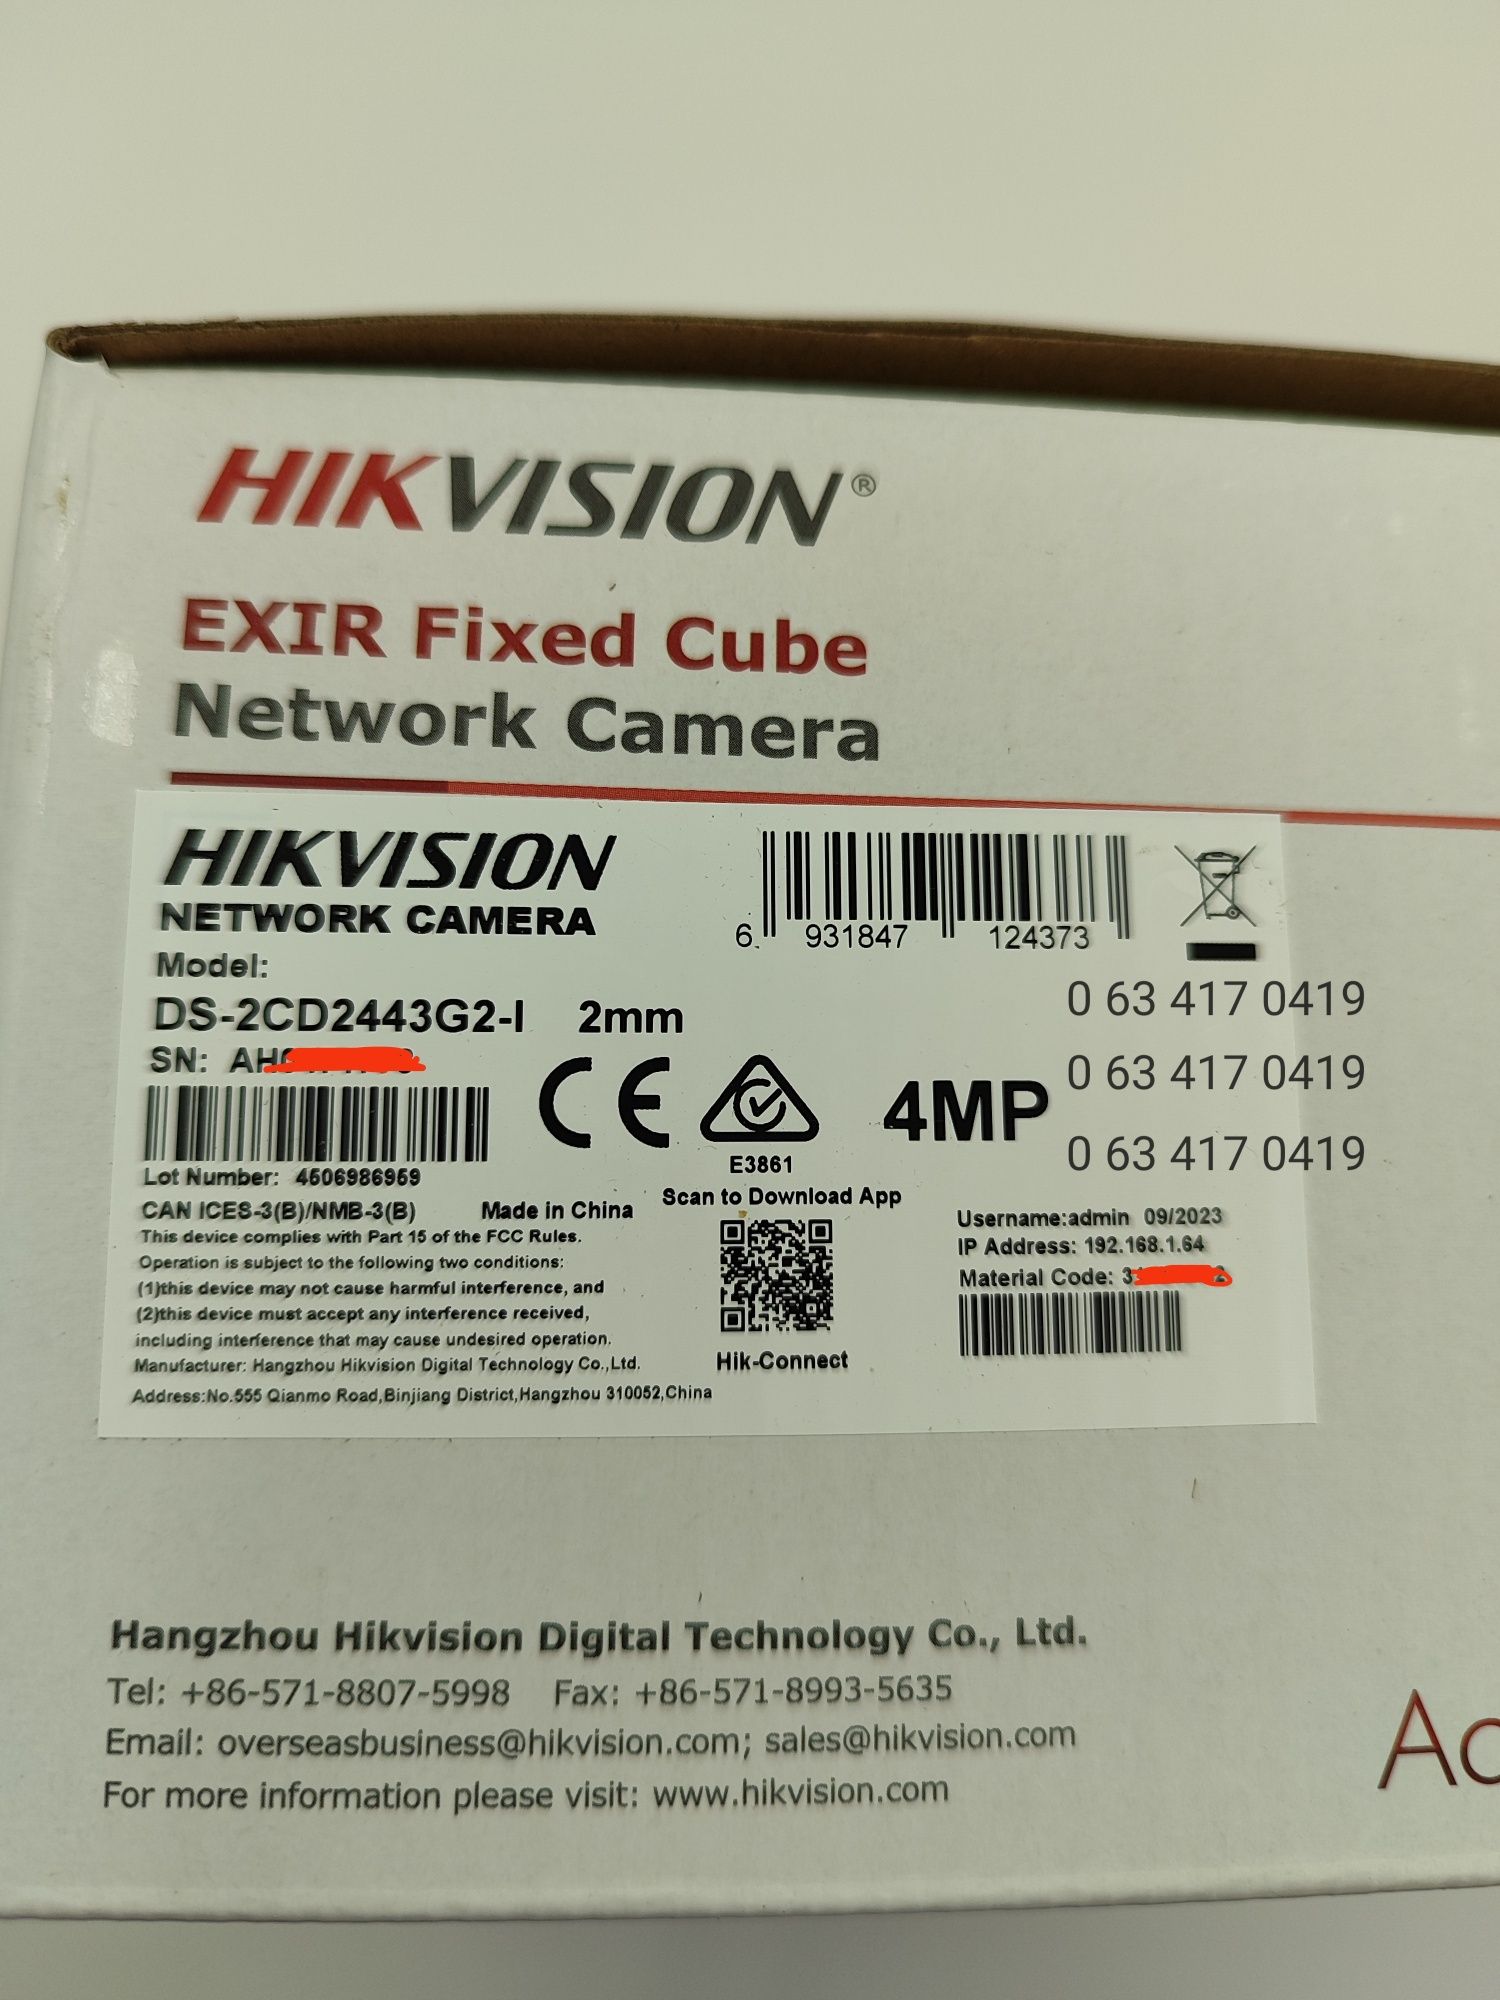 HIKVISION®
EXIR Fixed Cube
Network Camera
HIKVISION
NETWORK CAMERA
6 931847 124373
Model:
DS-2CD2443G2-I 2mm
0 63 417 0419
SN: AH
4MP
0 63 417 0419
E3861
0 63 417 0419
Lot Number: 4506986959
Scan to Download App
CAN ICES-3(B)/NMB-3(B) Made in China
Username:admin 09/2023
This device complies with Part 15 of the FCC Rules.
IP Address: 192.168.1.64
Operation is subject to the following two conditions:
Material Code: 3
(1)this device may not cause harmful interference, and
(2)this device must accept any interference received,
including interference that may cause undesired operation.
Hik-Connect
Manufacturer: Hangzhou Hikvision Digital Technology Co.,Ltd.
Address:No.555 Qianmo Road,Binjiang District,Hangzhou 310052,China
Hangzhou Hikvision Digital Technology Co., Ltd.
Tel: +86-571-8807-5998 Fax: +86-571-8993-5635
Email: overseasbusiness@hikvision.com; sales@hikvision.com
For more information please visit: www.hikvision.com